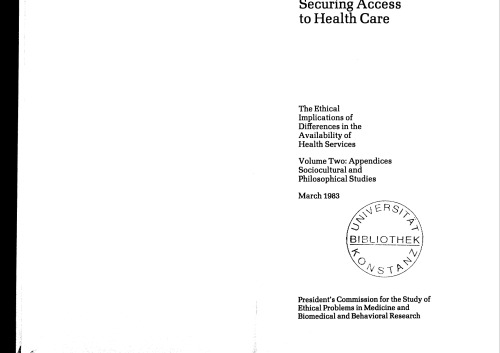 Securing Access
to Health Care
The Ethical
Implications of
Differences in the
Availability of
Health Services
Volume Two: Appendices
Sociocultural and
Philosophical Studies
March 1983
UNIVERSITÄT
BIBLIOTHEK
KONSTANZ
President's Commission for the Study of
Ethical Problems in Medicine and
Biomedical and Behavioral Research